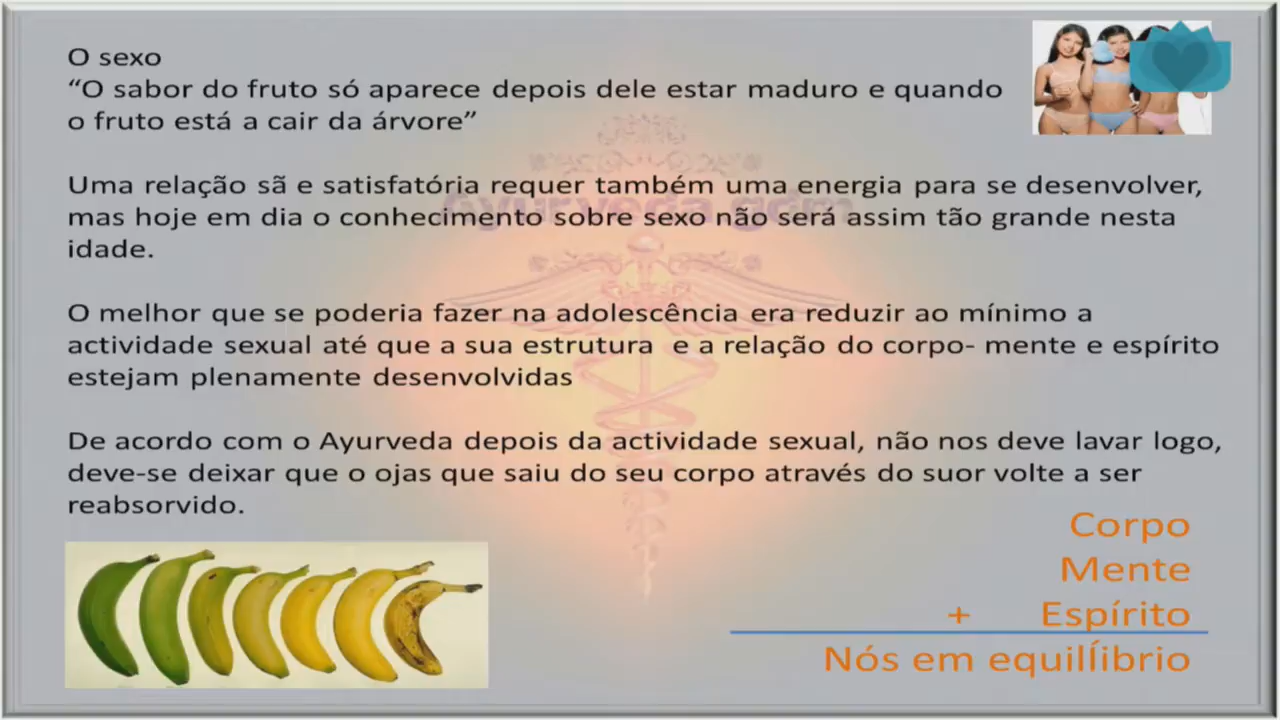 O sexo
“O sabor do fruto só aparece depois dele estar maduro e quando
o fruto está a cair da árvore”
Uma relação sã e satisfatória requer também uma energia para se desenvolver,
mas hoje em dia o conhecimento sobre sexo não será assim tão grande nesta
idade.
O melhor que se poderia fazer na adolescência era reduzir ao mínimo a
actividade sexual até que a sua estrutura e a relação do corpo- mente e espírito
estejam plenamente desenvolvidas
De acordo com o Ayurveda depois da actividade sexual, não nos deve lavar logo,
deve-se deixar que o ojas que saiu do seu corpo através do suor volte a ser
reabsorvido.
Corpo
Mente
+ Espírito
Nós em equilÍibrio